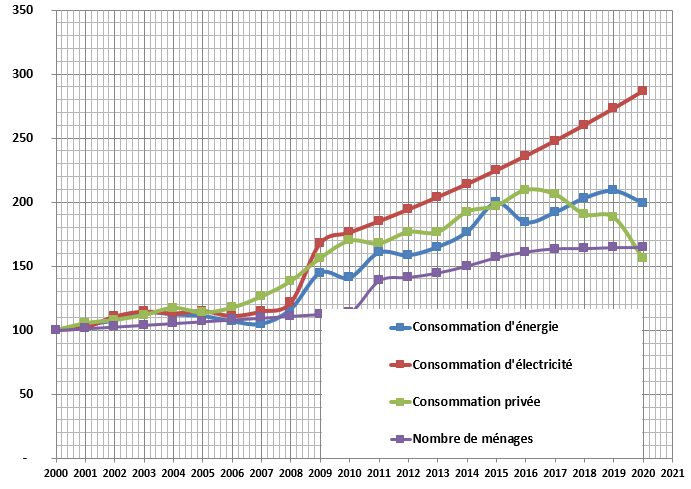 350
300
250
200
150
100
50
-
2000 2001 2002 2003 2004 2005 2006 2007 2008 2009 2010 2011 2012 2013 2014 2015 2016 2017 2018 2019 2020 2021
Consommation d'énergie
Consommation d'électricité
Consommation privée
Nombre de ménages